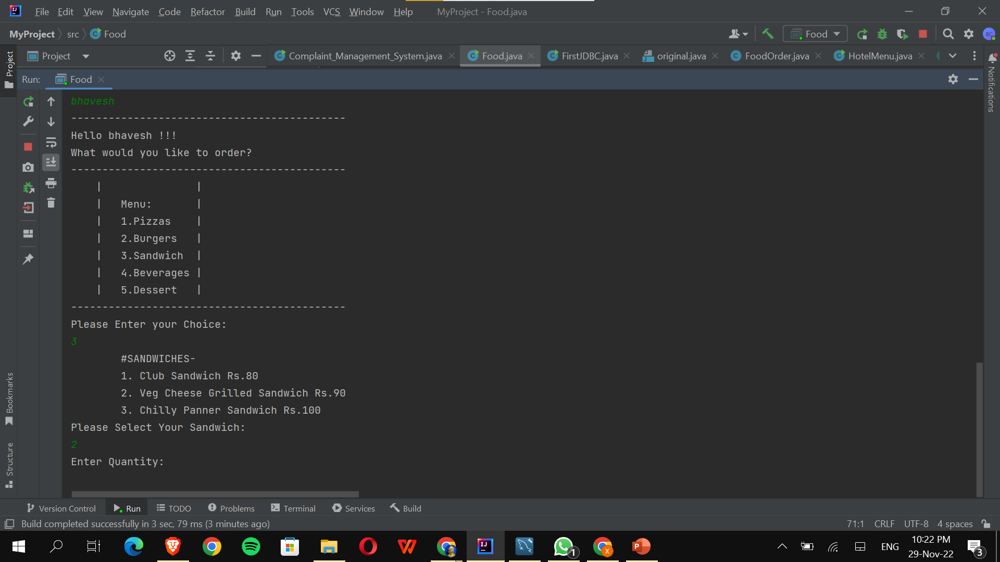 File Edit View Navigate Code Refactor Build Run Tools VCS Window Help MyProject - Food.java
MyProject src Food Food BC
Project Complaint_Management_System.java Food.java FirstJDBC.java original.java FoodOrder.java HotelMenu.java
Project
Notifications
Run: Food
bhavesh
--------------------------------------------
Hello bhavesh !!!
What would you like to order?
--------------------------------------------
| |
| Menu: |
| 1.Pizzas |
| 2.Burgers |
| 3.Sandwich |
| 4.Beverages |
| 5.Dessert |
--------------------------------------------
Please Enter your Choice:
3
#SANDWICHES-
1. Club Sandwich Rs.80
2. Veg Cheese Grilled Sandwich Rs.90
3. Chilly Panner Sandwich Rs.100
Please Select Your Sandwich:
2
Enter Quantity:
Bookmarks
Structure
Version Control Run TODO Problems Terminal Services Build
Build completed successfully in 3 sec, 79 ms (3 minutes ago) 71:1 CRLF UTF-8 4 spaces
1 ENG 10:22 PM
29-Nov-22 3